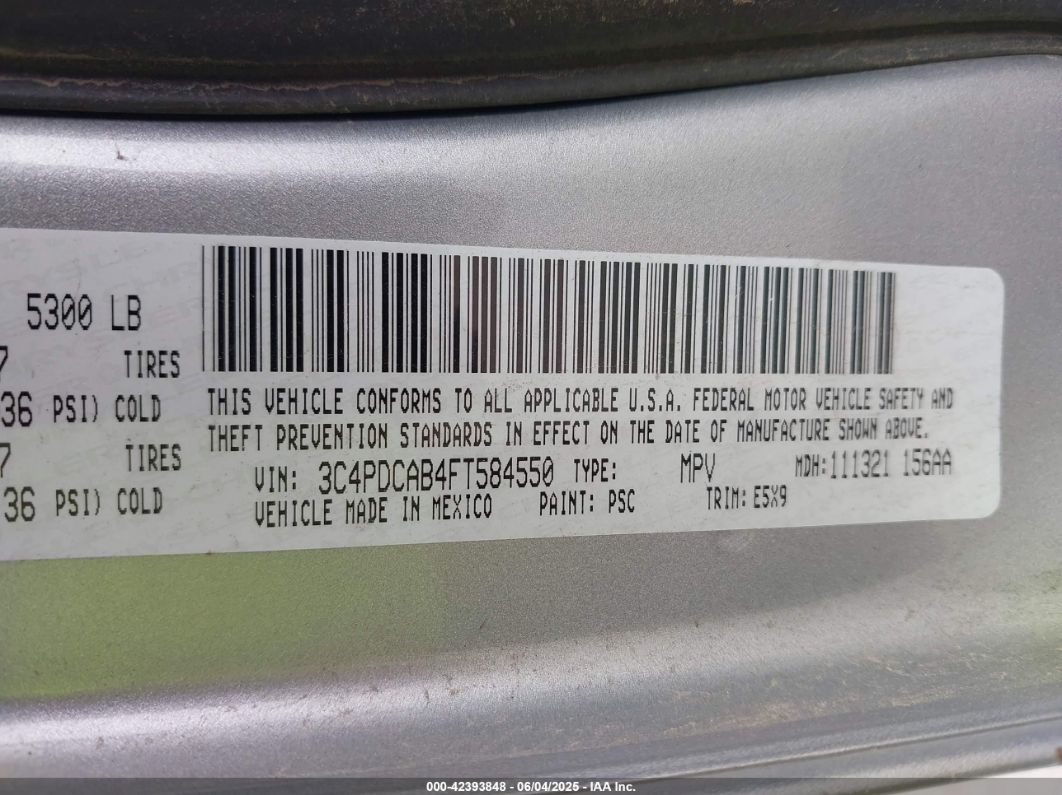 5300 LB
7 TIRES
36 PSI) COLD
7 TIRES
36 PSI) COLD
THIS VEHICLE CONFORMS TO ALL APPLICABLE U.S.A. FEDERAL MOTOR VEHICLE SAFETY AND
THEFT PREVENTION STANDARDS IN EFFECT ON THE DATE OF MANUFACTURE SHOWN ABOVE.
VIN: 3C4PDCAB4FT584550 TYPE: MPV MDH:111321 156AA
VEHICLE MADE IN MEXICO PAINT: PSC TRIM: E5X9
000-42393848 - 06/04/2025 - IAA Inc.